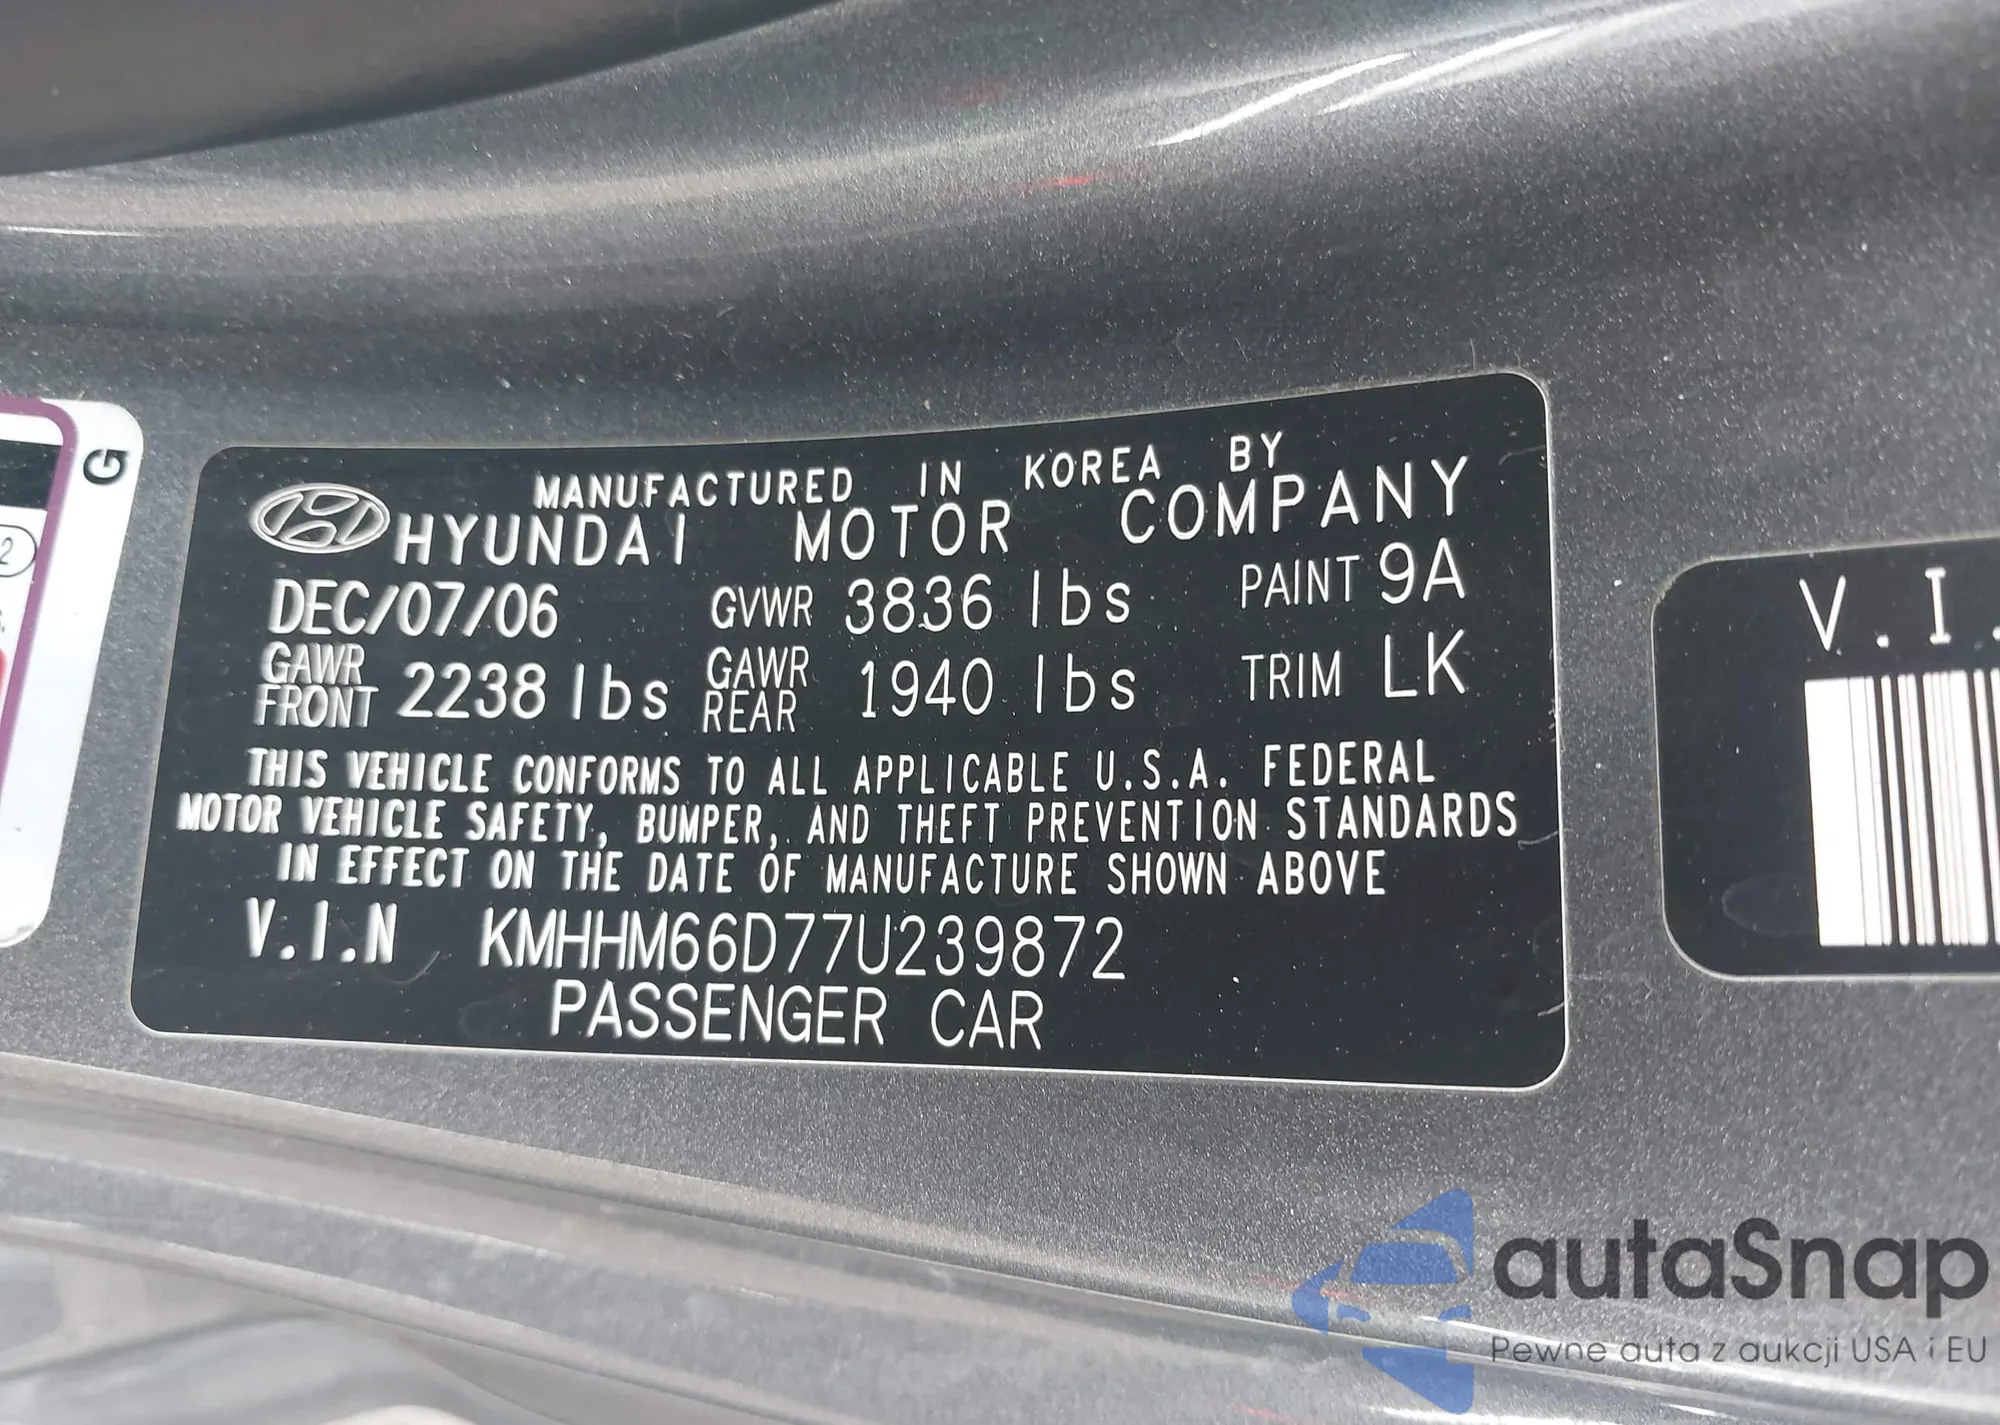 G
2
MANUFACTURED IN KOREA BY
HYUNDAI MOTOR COMPANY
DEC/07/06 GVWR 3836 lbs PAINT 9A
GAWR FRONT 2238 lbs GAWR REAR 1940 lbs TRIM LK
THIS VEHICLE CONFORMS TO ALL APPLICABLE U.S.A. FEDERAL
MOTOR VEHICLE SAFETY, BUMPER, AND THEFT PREVENTION STANDARDS
IN EFFECT ON THE DATE OF MANUFACTURE SHOWN ABOVE
V.I.N KMHHM66D77U239872
PASSENGER CAR
V.I.
autaSnap
Pewne auta z aukcji USA i EU